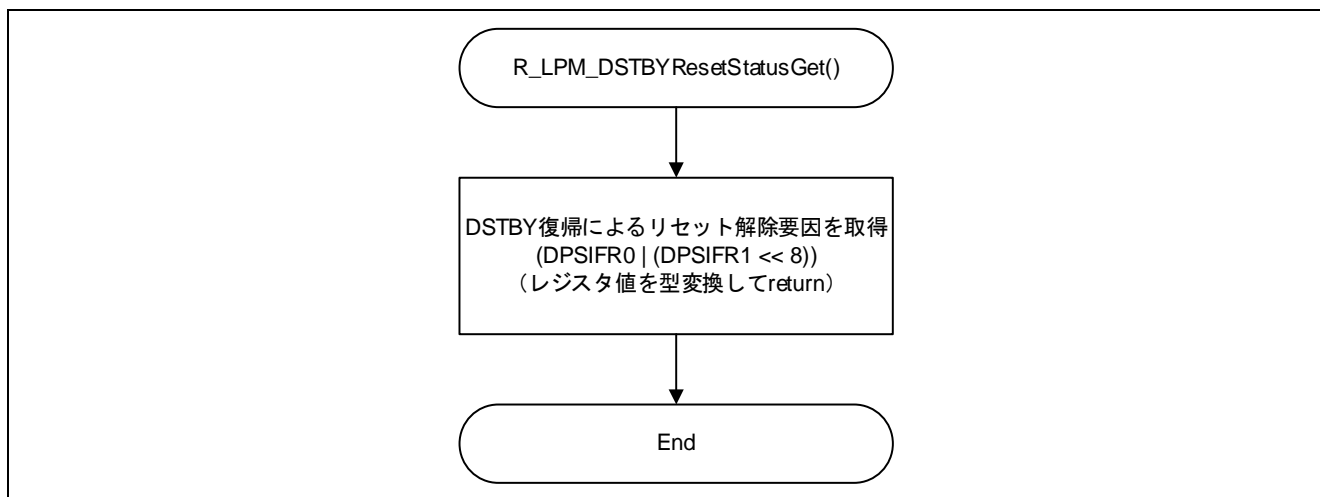 R_LPM_DSTBYResetStatusGet()
DSTBY復帰によるリセット解除要因を取得
(DPSIFR0 | (DPSIFR1 << 8))
（レジスタ値を型変換してreturn）
End